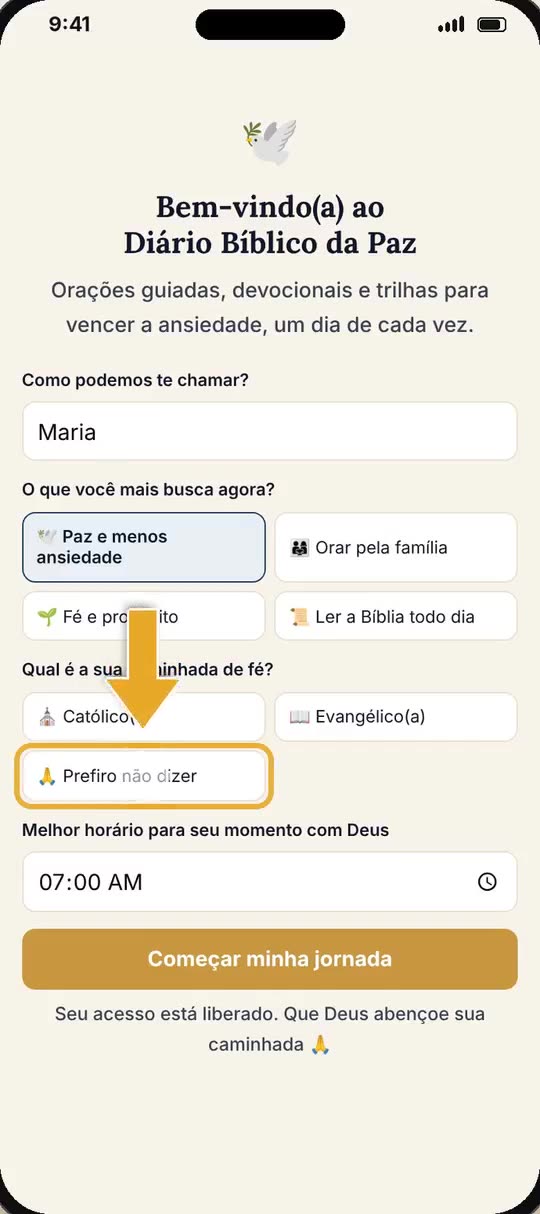 9:41
Bem-vindo(a) ao
Diário Bíblico da Paz
Orações guiadas, devocionais e trilhas para
vencer a ansiedade, um dia de cada vez.
Como podemos te chamar?
Maria
O que você mais busca agora?
Paz e menos
ansiedade
Orar pela família
Fé e
Ler a Bíblia todo dia
Qual é a sua de fé?
Evangélico(a)
Prefiro não dizer
Melhor horário para seu momento com Deus
07:00 AM
Começar minha jornada
Seu acesso está liberado. Que Deus abençoe sua
caminhada